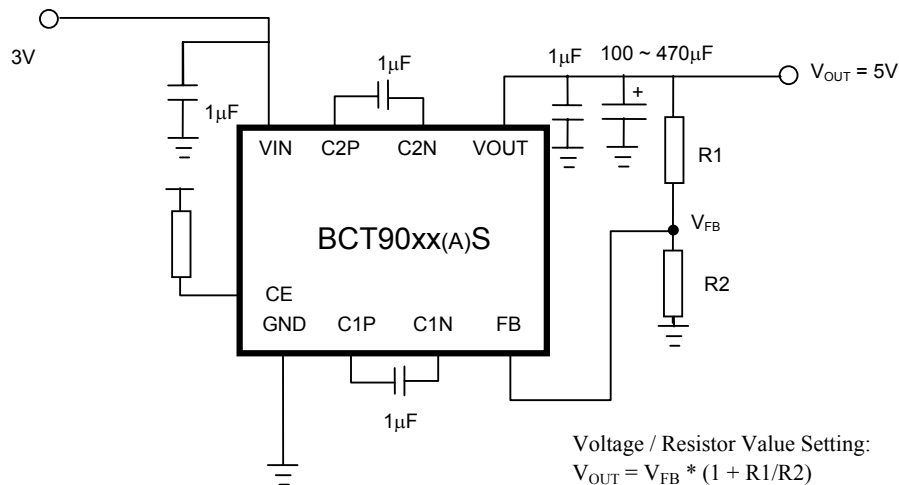 3V
1μF
1μF
1μF
100 ~ 470μF
+
VOUT = 5V
VIN
C2P
C2N
VOUT
R1
BCT90xx(A)S
VFB
CE
R2
GND
C1P
C1N
FB
1μF
Voltage / Resistor Value Setting:
VOUT = VFB * (1 + R1/R2)